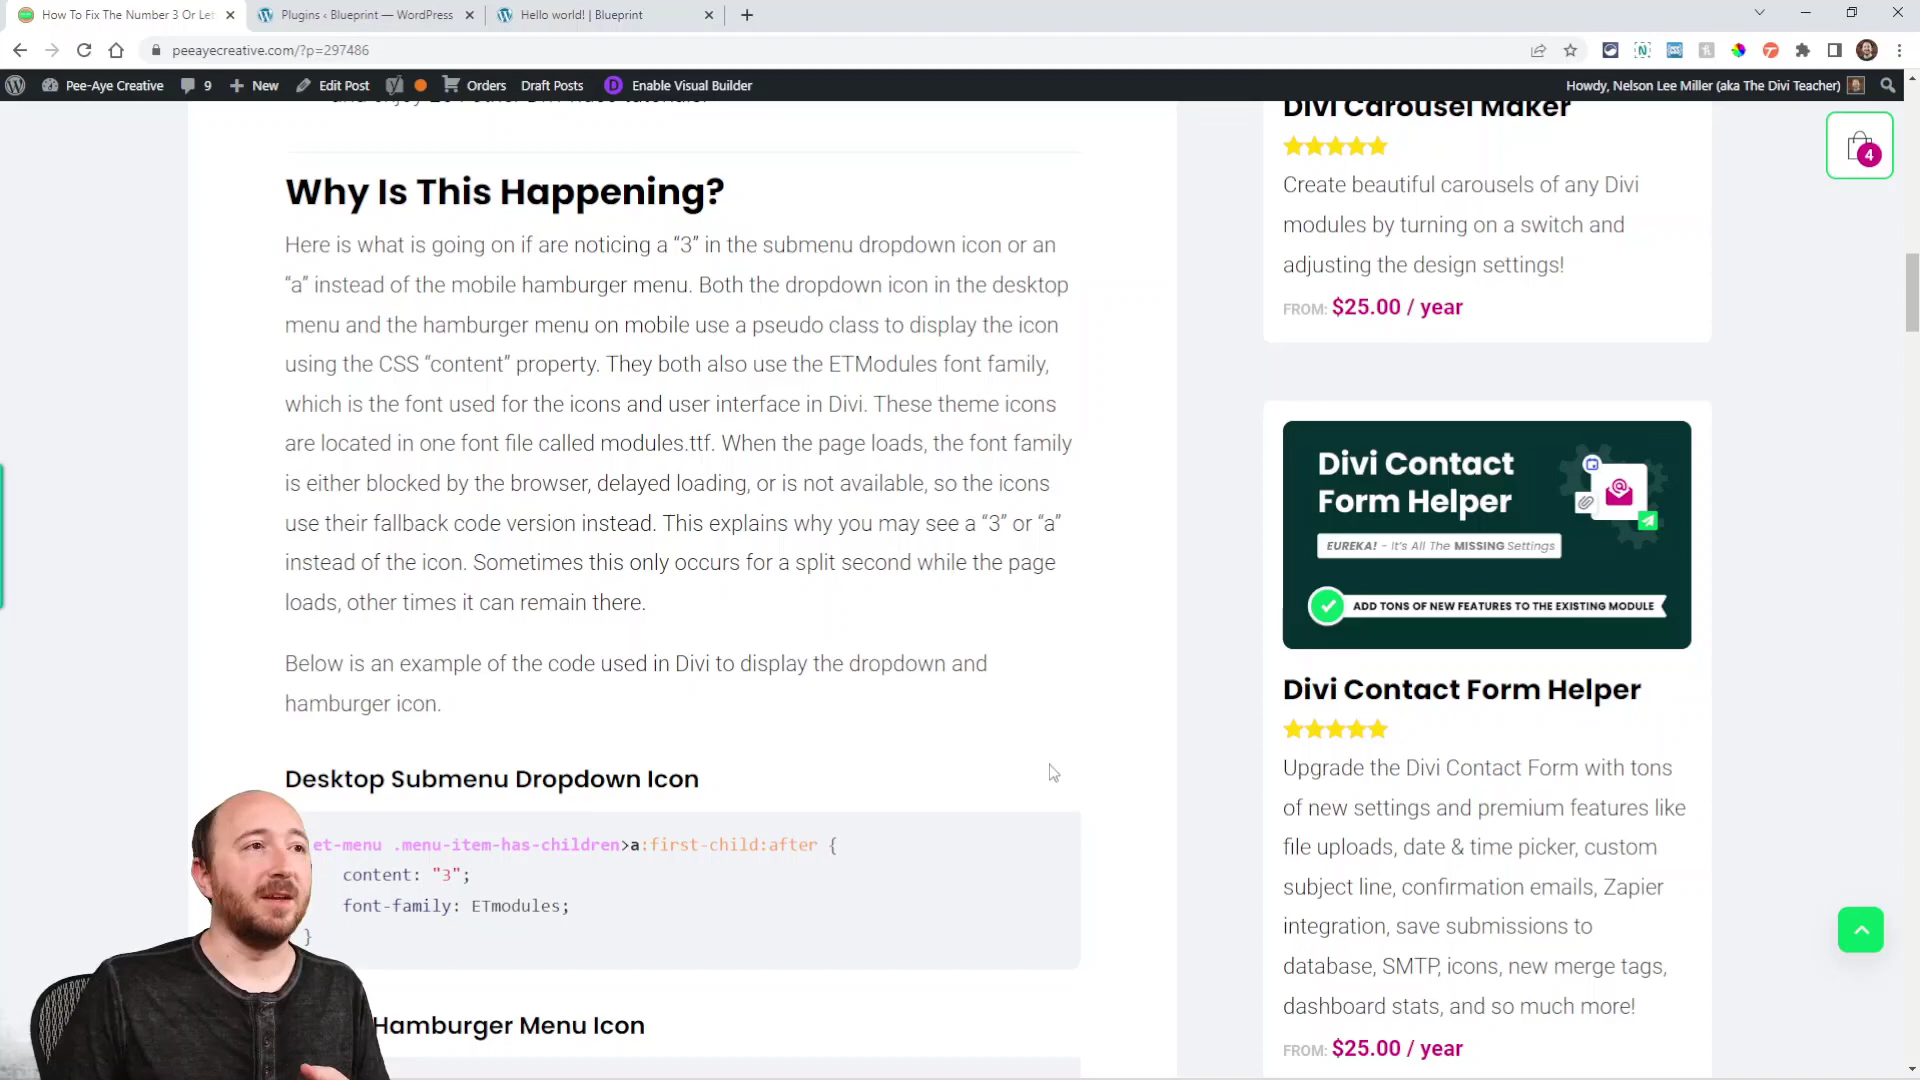 How To Fix The Number 3 Or Let
Plugins ‹ Blueprint — WordPress
Hello world! | Blueprint
peeayecreative.com/?p=297486
Pee-Aye Creative
9
New
Edit Post
Orders
Draft Posts
Enable Visual Builder
Howdy, Nelson Lee Miller (aka The Divi Teacher)
Why Is This Happening?
Here is what is going on if are noticing a “3” in the submenu dropdown icon or an
“a” instead of the mobile hamburger menu. Both the dropdown icon in the desktop
menu and the hamburger menu on mobile use a pseudo class to display the icon
using the CSS “content” property. They both also use the ETModules font family,
which is the font used for the icons and user interface in Divi. These theme icons
are located in one font file called modules.ttf. When the page loads, the font family
is either blocked by the browser, delayed loading, or is not available, so the icons
use their fallback code version instead. This explains why you may see a “3” or “a”
instead of the icon. Sometimes this only occurs for a split second while the page
loads, other times it can remain there.
Below is an example of the code used in Divi to display the dropdown and
hamburger icon.
Desktop Submenu Dropdown Icon
et-menu .menu-item-has-children>a:first-child:after {
content: "3";
font-family: ETmodules;
}
Hamburger Menu Icon
Divi Carousel Maker
Create beautiful carousels of any Divi
modules by turning on a switch and
adjusting the design settings!
FROM: $25.00 / year
4
Divi Contact
Form Helper
EUREKA! - It's All The MISSING Settings
ADD TONS OF NEW FEATURES TO THE EXISTING MODULE
Divi Contact Form Helper
Upgrade the Divi Contact Form with tons
of new settings and premium features like
file uploads, date & time picker, custom
subject line, confirmation emails, Zapier
integration, save submissions to
database, SMTP, icons, new merge tags,
dashboard stats, and so much more!
FROM: $25.00 / year